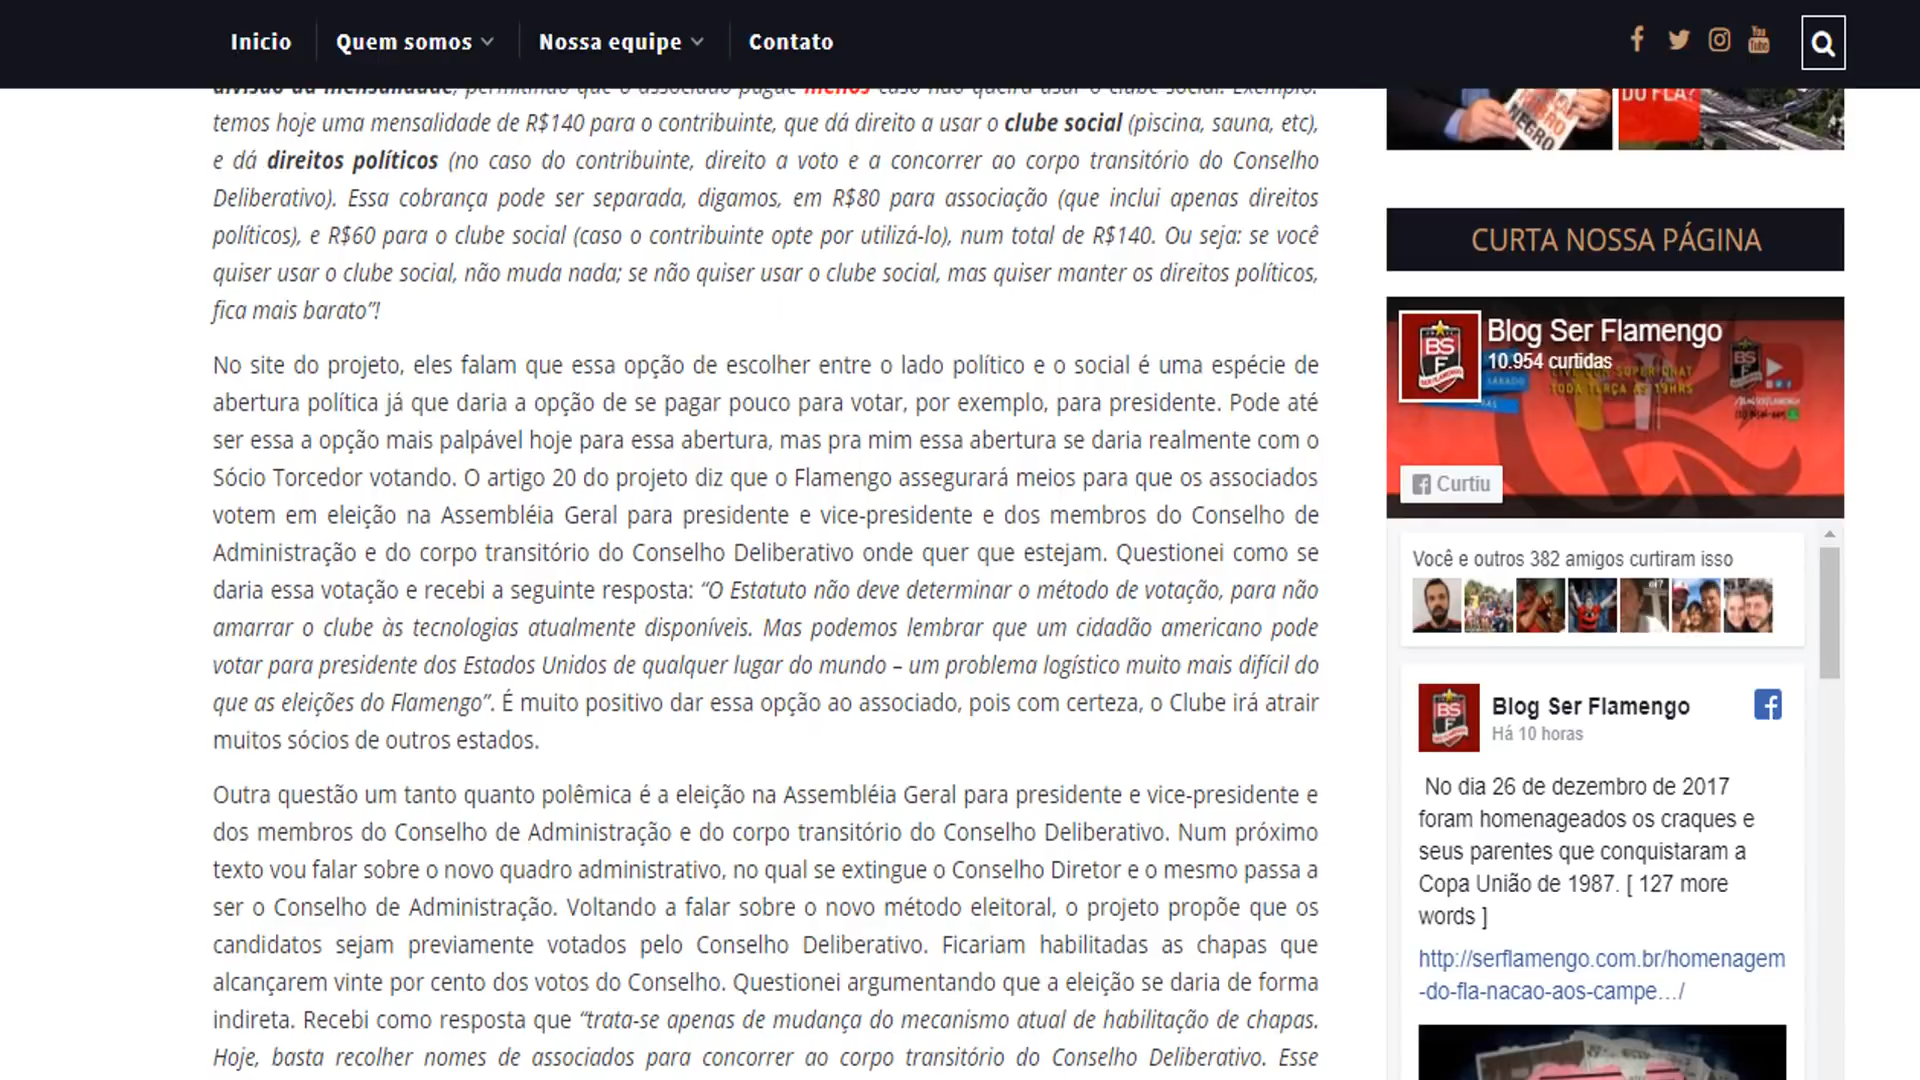 Inicio
Quem somos
Nossa equipe
Contato
divisão da mensalidade, permitindo que o associado pague menos caso não queira usar o clube social. Exemplo:
temos hoje uma mensalidade de R$140 para o contribuinte, que dá direito a usar o clube social (piscina, sauna, etc),
e dá direitos políticos (no caso do contribuinte, direito a voto e a concorrer ao corpo transitório do Conselho
Deliberativo). Essa cobrança pode ser separada, digamos, em R$80 para associação (que inclui apenas direitos
políticos), e R$60 para o clube social (caso o contribuinte opte por utilizá-lo), num total de R$140. Ou seja: se você
quiser usar o clube social, não muda nada; se não quiser usar o clube social, mas quiser manter os direitos políticos,
fica mais barato”!
No site do projeto, eles falam que essa opção de escolher entre o lado político e o social é uma espécie de
abertura política já que daria a opção de se pagar pouco para votar, por exemplo, para presidente. Pode até
ser essa a opção mais palpável hoje para essa abertura, mas pra mim essa abertura se daria realmente com o
Sócio Torcedor votando. O artigo 20 do projeto diz que o Flamengo assegurará meios para que os associados
votem em eleição na Assembléia Geral para presidente e vice-presidente e dos membros do Conselho de
Administração e do corpo transitório do Conselho Deliberativo onde quer que estejam. Questionei como se
daria essa votação e recebi a seguinte resposta: “O Estatuto não deve determinar o método de votação, para não
amarrar o clube às tecnologias atualmente disponíveis. Mas podemos lembrar que um cidadão americano pode
votar para presidente dos Estados Unidos de qualquer lugar do mundo – um problema logístico muito mais difícil do
que as eleições do Flamengo”. É muito positivo dar essa opção ao associado, pois com certeza, o Clube irá atrair
muitos sócios de outros estados.
Outra questão um tanto quanto polêmica é a eleição na Assembléia Geral para presidente e vice-presidente e
dos membros do Conselho de Administração e do corpo transitório do Conselho Deliberativo. Num próximo
texto vou falar sobre o novo quadro administrativo, no qual se extingue o Conselho Diretor e o mesmo passa a
ser o Conselho de Administração. Voltando a falar sobre o novo método eleitoral, o projeto propõe que os
candidatos sejam previamente votados pelo Conselho Deliberativo. Ficariam habilitadas as chapas que
alcançarem vinte por cento dos votos do Conselho. Questionei argumentando que a eleição se daria de forma
indireta. Recebi como resposta que “trata-se apenas de mudança do mecanismo atual de habilitação de chapas.
Hoje, basta recolher nomes de associados para concorrer ao corpo transitório do Conselho Deliberativo. Esse
NEGRO
DO FLA?
CURTA NOSSA PÁGINA
BSF
Blog Ser Flamengo
10.954 curtidas
SUPER CHAT
TODA TERÇA ÀS 19HRS
Curtiu
Você e outros 382 amigos curtiram isso
BSF
Blog Ser Flamengo
Há 10 horas
No dia 26 de dezembro de 2017
foram homenageados os craques e
seus parentes que conquistaram a
Copa União de 1987. [ 127 more
words ]
http://serflamengo.com.br/homenagem
-do-fla-nacao-aos-campe…/